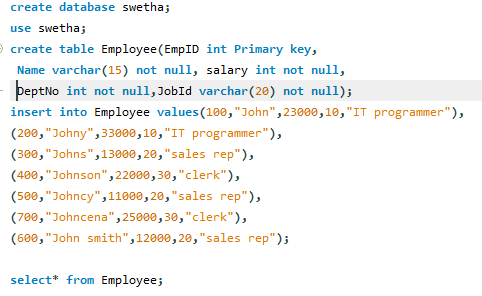 create database swetha;
use swetha;
create table Employee(EmpID int Primary key,
Name varchar(15) not null, salary int not null,
DeptNo int not null,JobId varchar(20) not null);
insert into Employee values(100,"John",23000,10,"IT programmer"),
(200,"Johny",33000,10,"IT programmer"),
(300,"Johns",13000,20,"sales rep"),
(400,"Johnson",22000,30,"clerk"),
(500,"Johncy",11000,20,"sales rep"),
(700,"Johncena",25000,30,"clerk"),
(600,"John smith",12000,20,"sales rep");
select* from Employee;